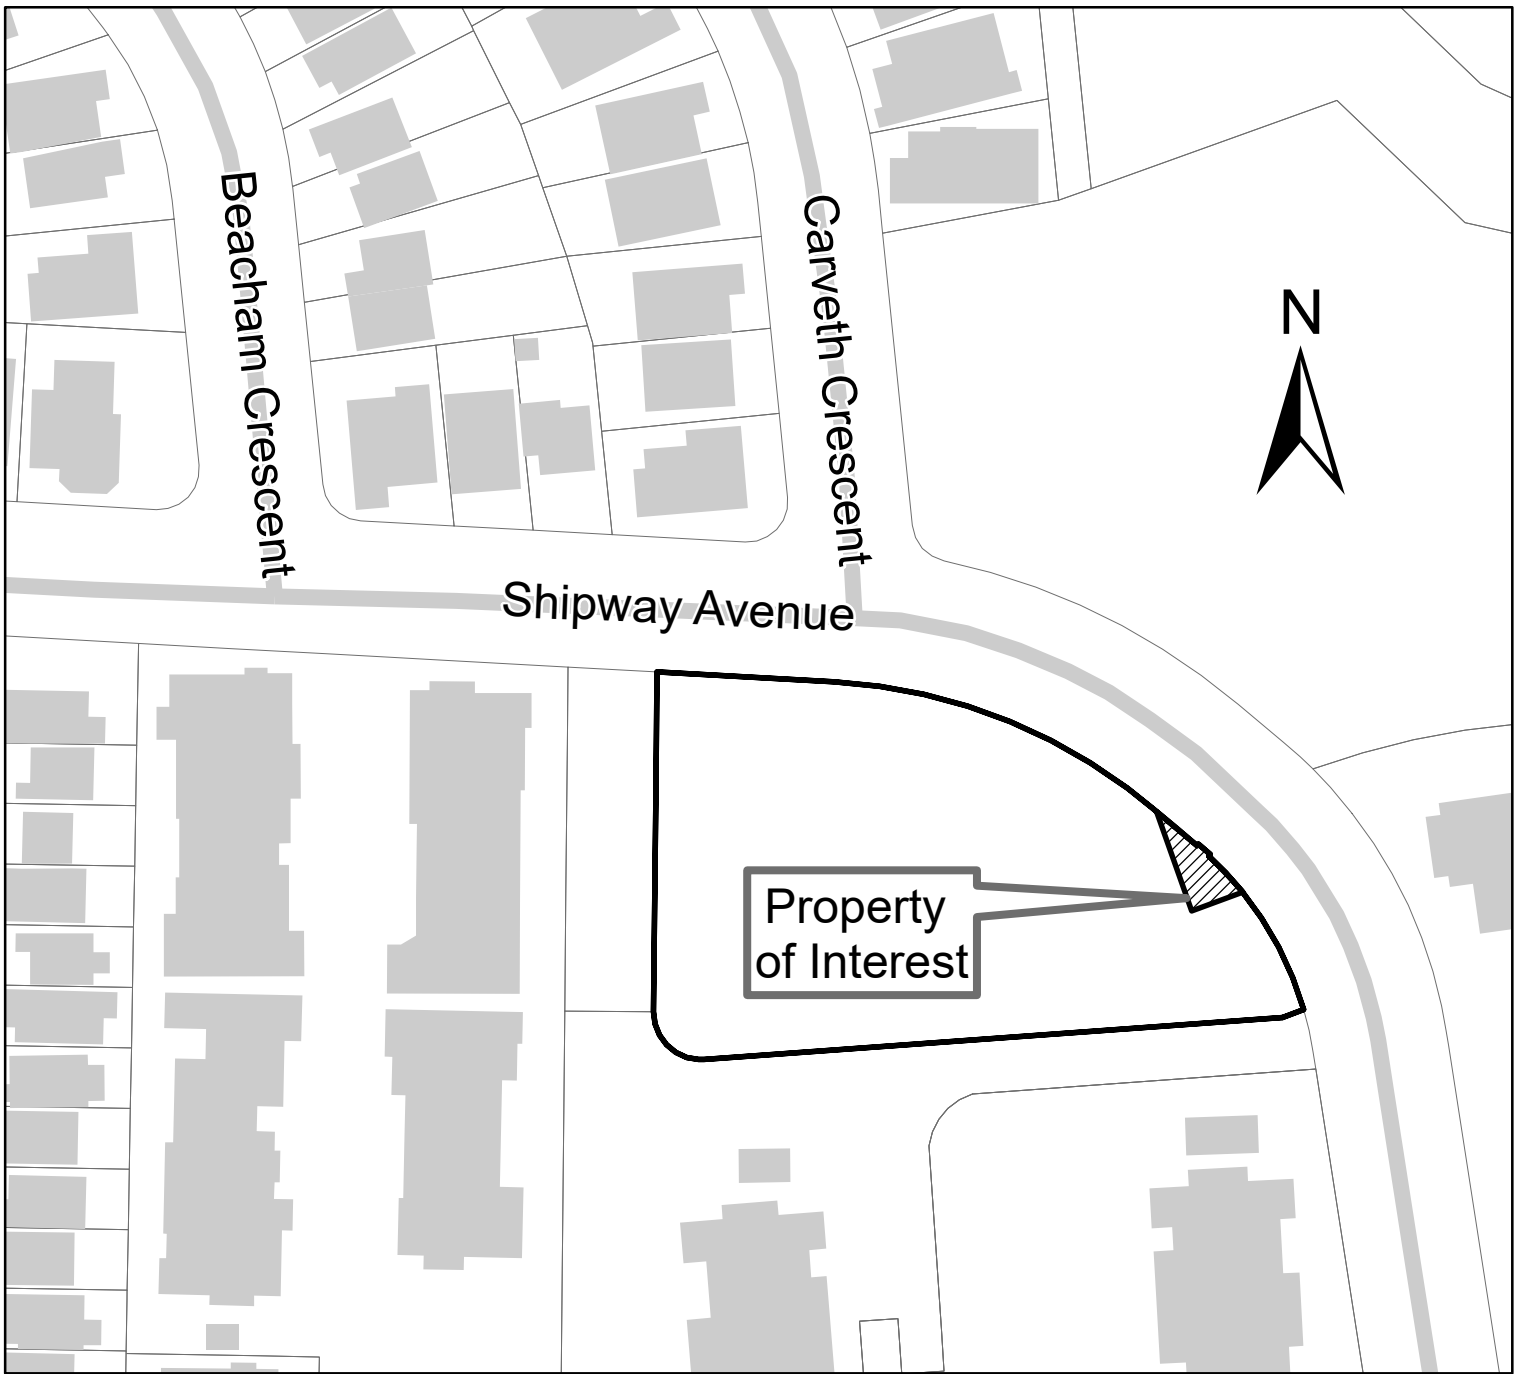 Beacham Crescent
Carveth Crescent
N
Shipway Avenue
Property
of Interest